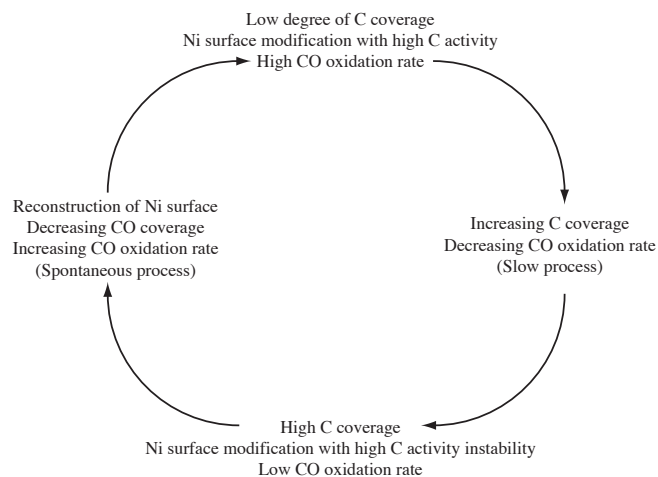 Low degree of C coverage
Ni surface modification with high C activity
High CO oxidation rate
Increasing C coverage
Decreasing CO oxidation rate
(Slow process)
High C coverage
Ni surface modification with high C activity instability
Low CO oxidation rate
Reconstruction of Ni surface
Decreasing CO coverage
Increasing CO oxidation rate
(Spontaneous process)